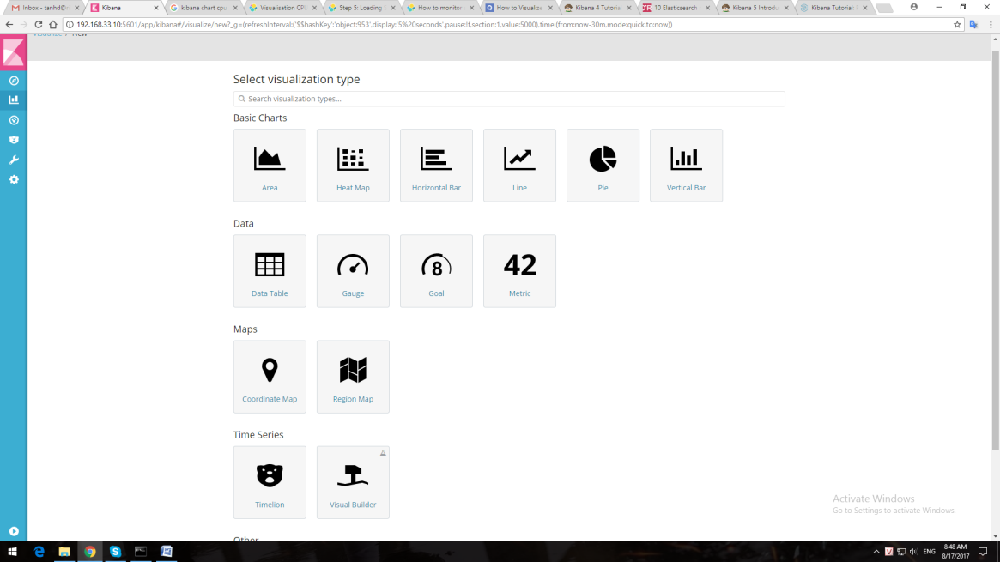 Inbox - tanhd@
Kibana
kibana chart cpu
Visualisation CPU
Step 5: Loading
How to monitor
How to Visualize
Kibana 4 Tutoria
10 Elasticsearch
Kibana 5 Introdu
Kibana Tutorial:
192.168.33.10:5601/app/kibana#/visualize/new?_g=(refreshInterval:('$$hashKey':'object:953',display:'5%20seconds',pause:!f,section:1,value:5000),time:(from:now-30m,mode:quick,to:now))
Select visualization type
Search visualization types...
Basic Charts
Area
Heat Map
Horizontal Bar
Line
Pie
Vertical Bar
Data
8
42
Data Table
Gauge
Goal
Metric
Maps
Coordinate Map
Region Map
Time Series
Timelion
Visual Builder
Other
Activate Windows
Go to Settings to activate Windows.
ENG
8:48 AM
8/17/2017